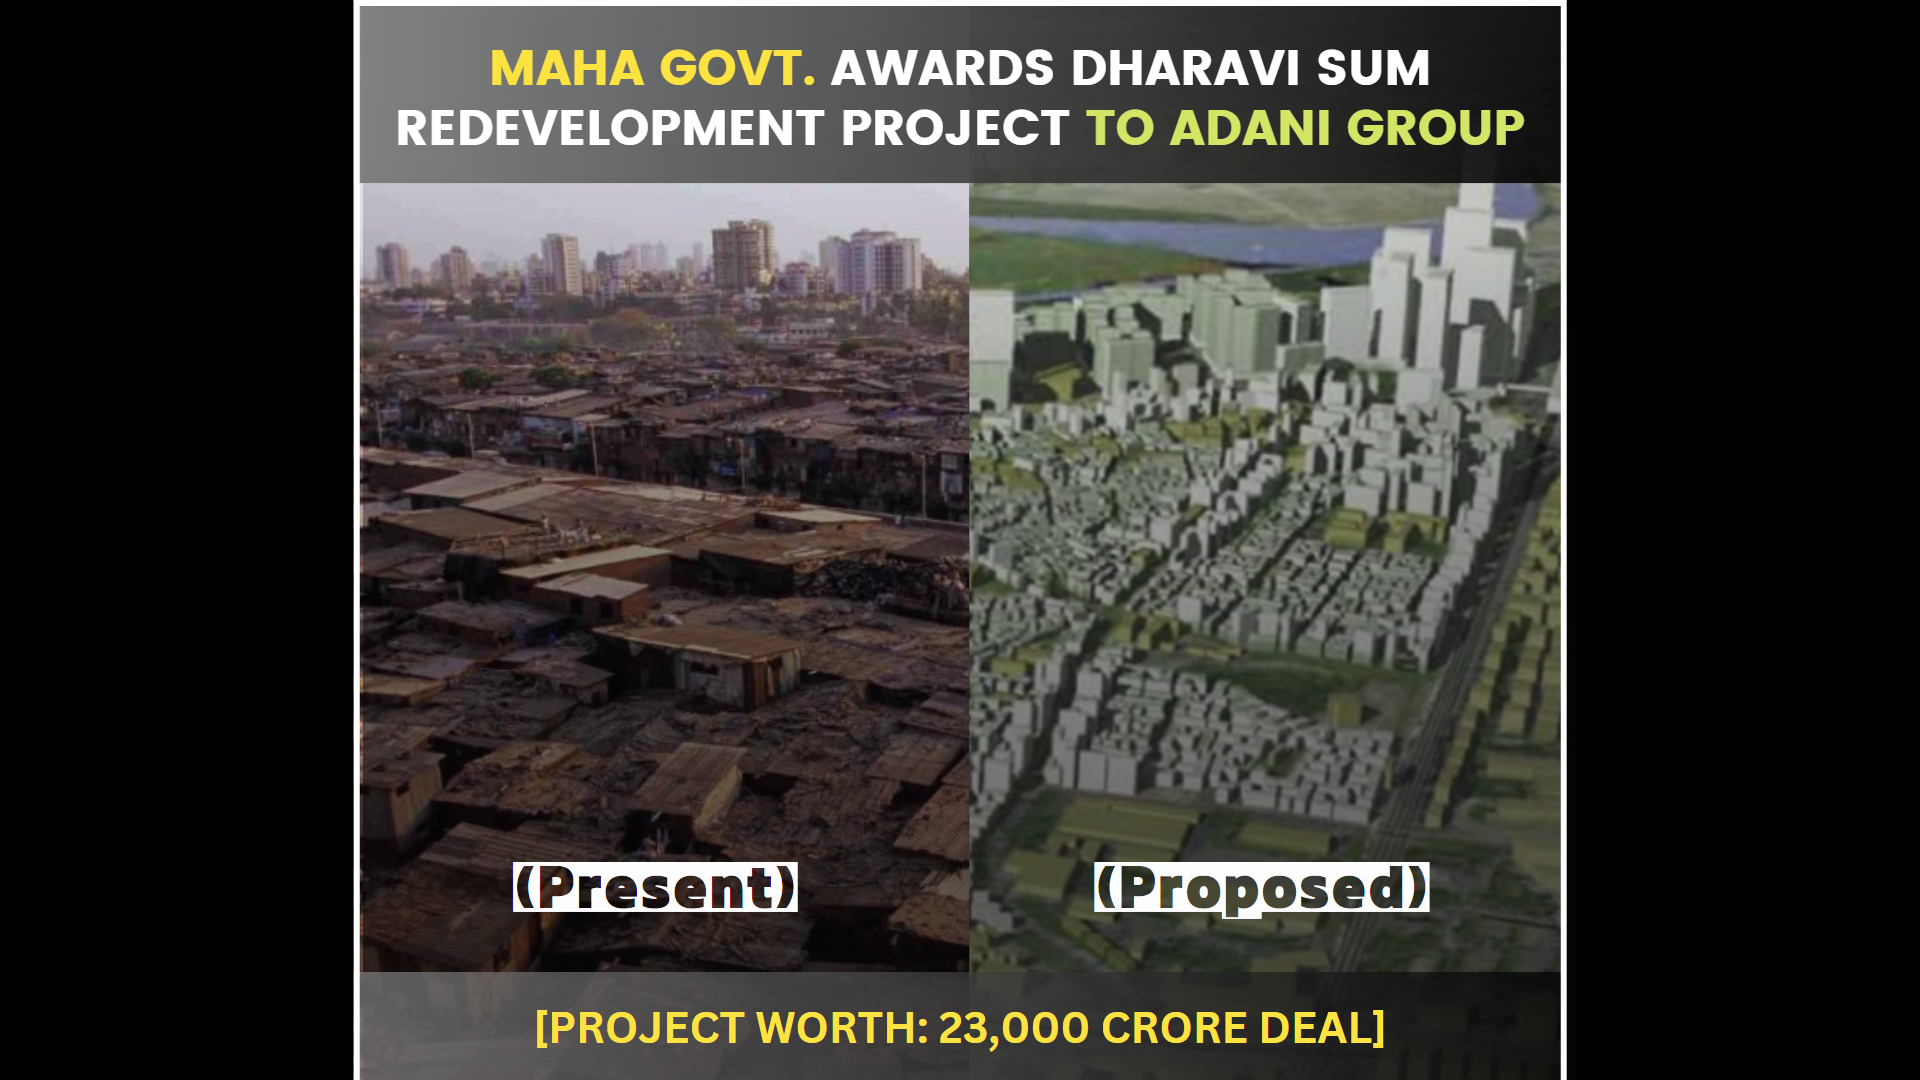 MAHA GOVT. AWARDS DHARAVI SUM
REDEVELOPMENT PROJECT TO ADANI GROUP
(Present)
(Proposed)
[PROJECT WORTH: 23,000 CRORE DEAL]